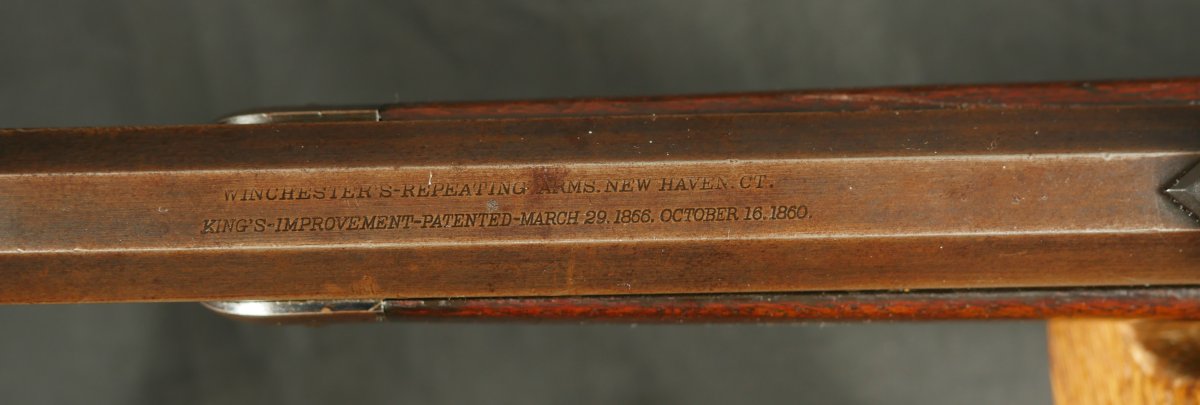 WINCHESTER'S-REPEATING ARMS. NEW HAVEN. CT.
KING'S-IMPROVEMENT-PATENTED-MARCH 29. 1866. OCTOBER 16. 1860.